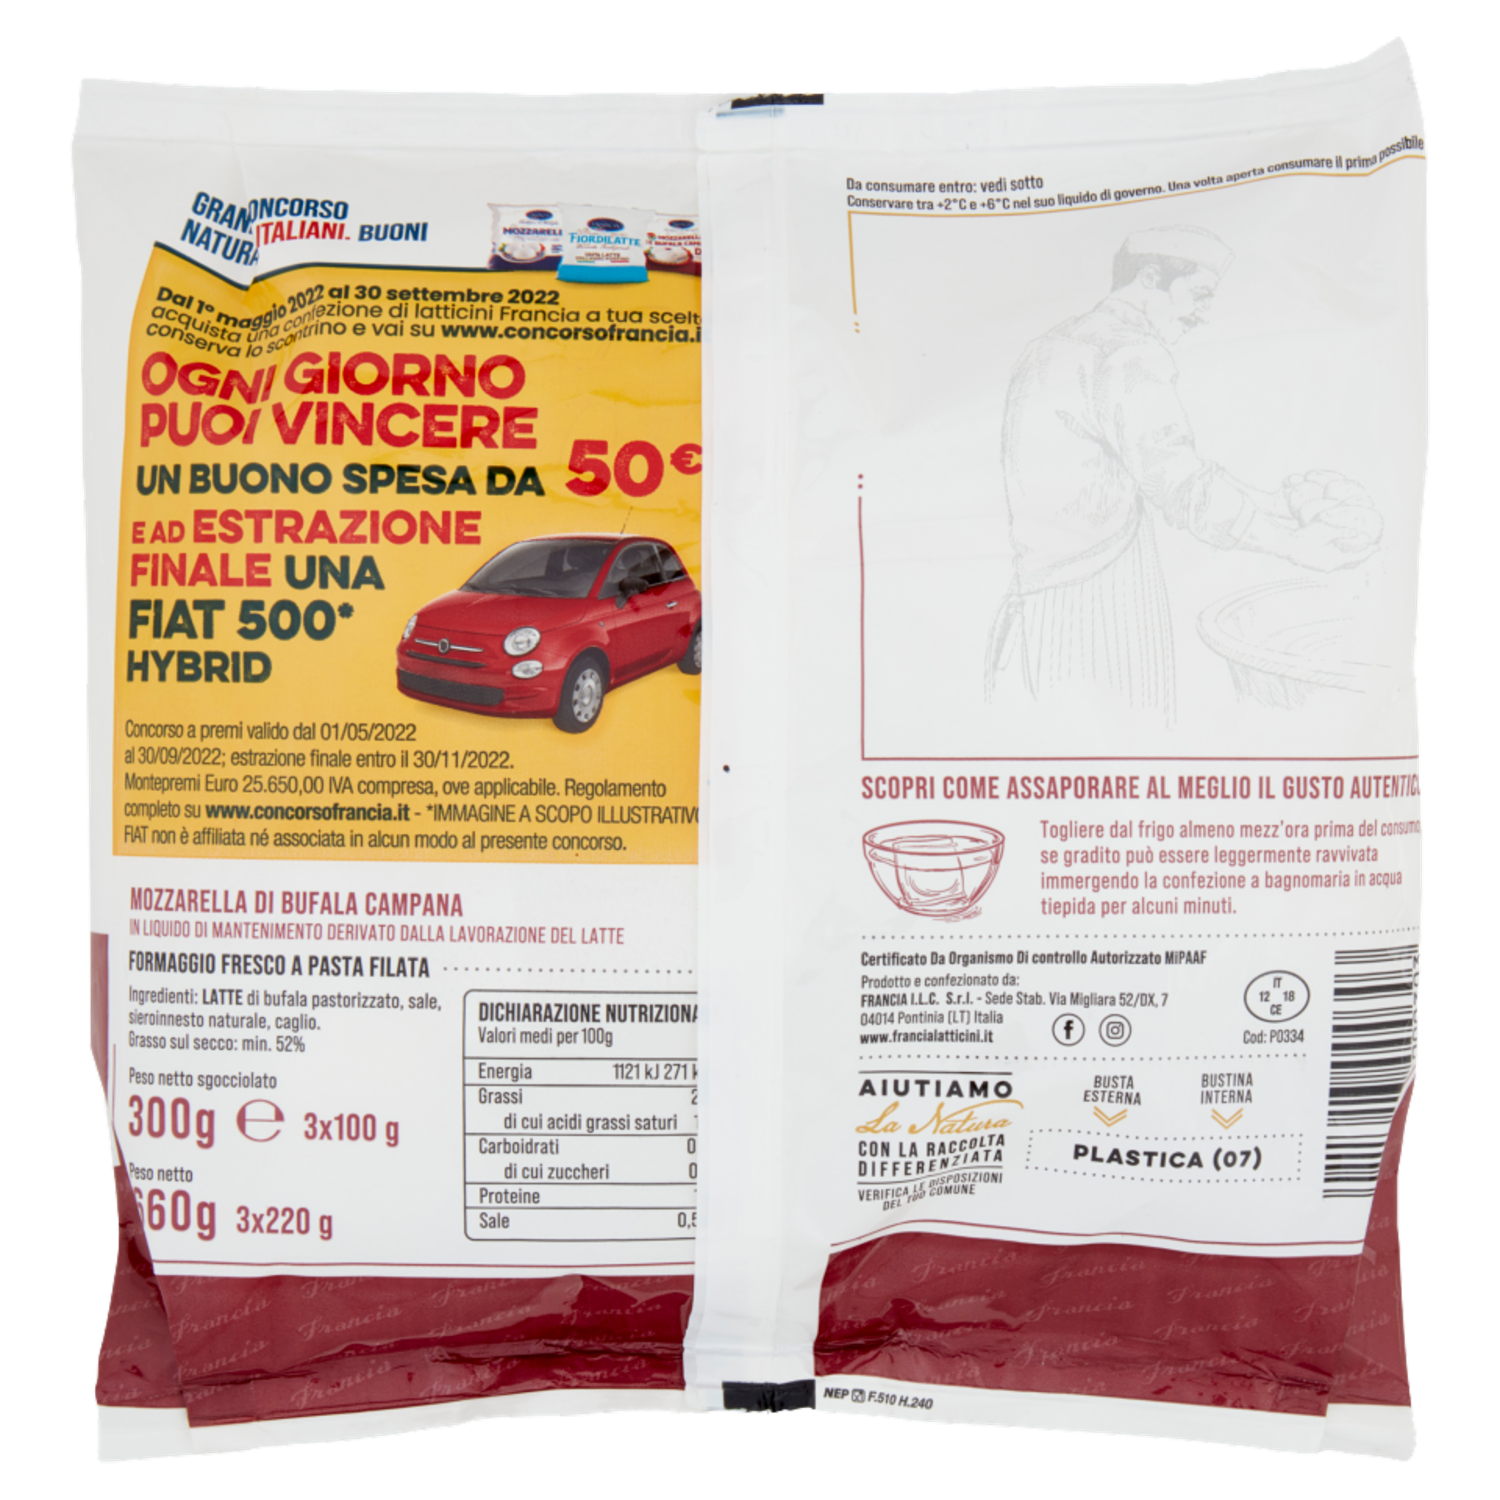 GRAN CONCORSO
NATURA ITALIANI. BUONI
MOZZARELL
FIORDILATTE
Dal 1° maggio 2022 al 30 settembre 2022
acquista una confezione di latticini Francia a tua scelt
conserva lo scontrino e vai su www.concorsofrancia.i
OGNI GIORNO
PUOI VINCERE
UN BUONO SPESA DA 50€
E AD ESTRAZIONE
FINALE UNA
FIAT 500*
HYBRID
Concorso a premi valido dal 01/05/2022
al 30/09/2022; estrazione finale entro il 30/11/2022.
Montepremi Euro 25.650,00 IVA compresa, ove applicabile. Regolamento
completo su www.concorsofrancia.it - *IMMAGINE A SCOPO ILLUSTRATIV
FIAT non è affiliata né associata in alcun modo al presente concorso.
MOZZARELLA DI BUFALA CAMPANA
IN LIQUIDO DI MANTENIMENTO DERIVATO DALLA LAVORAZIONE DEL LATTE
FORMAGGIO FRESCO A PASTA FILATA
Ingredienti: LATTE di bufala pastorizzato, sale,
sieroinnesto naturale, caglio.
Grasso sul secco: min. 52%
Peso netto sgocciolato
300g ℮ 3x100 g
Peso netto
660g 3x220 g
DICHIARAZIONE NUTRIZIONA
Valori medi per 100g
Energia 1121 kJ 271 k
Grassi 2
di cui acidi grassi saturi 1
Carboidrati 0
di cui zuccheri 0
Proteine 1
Sale 0,5
Da consumare entro: vedi sotto
Conservare tra +2°C e +6°C nel suo liquido di governo. Una volta aperta consumare il prima possibile
SCOPRI COME ASSAPORARE AL MEGLIO IL GUSTO AUTENTICO
Togliere dal frigo almeno mezz'ora prima del consumo,
se gradito può essere leggermente ravvivata
immergendo la confezione a bagnomaria in acqua
tiepida per alcuni minuti.
Certificato Da Organismo Di controllo Autorizzato MiPAAF
Prodotto e confezionato da:
FRANCIA I.L.C. S.r.l. - Sede Stab. Via Migliara 52/DX, 7
04014 Pontinia (LT) Italia
www.francialatticini.it
IT
12 18
CE
Cod: P0334
AIUTIAMO
La Natura
CON LA RACCOLTA
DIFFERENZIATA
VERIFICA LE DISPOSIZIONI
DEL TUO COMUNE
BUSTA
ESTERNA
BUSTINA
INTERNA
PLASTICA (07)
Francia
NEP F.510 H.240